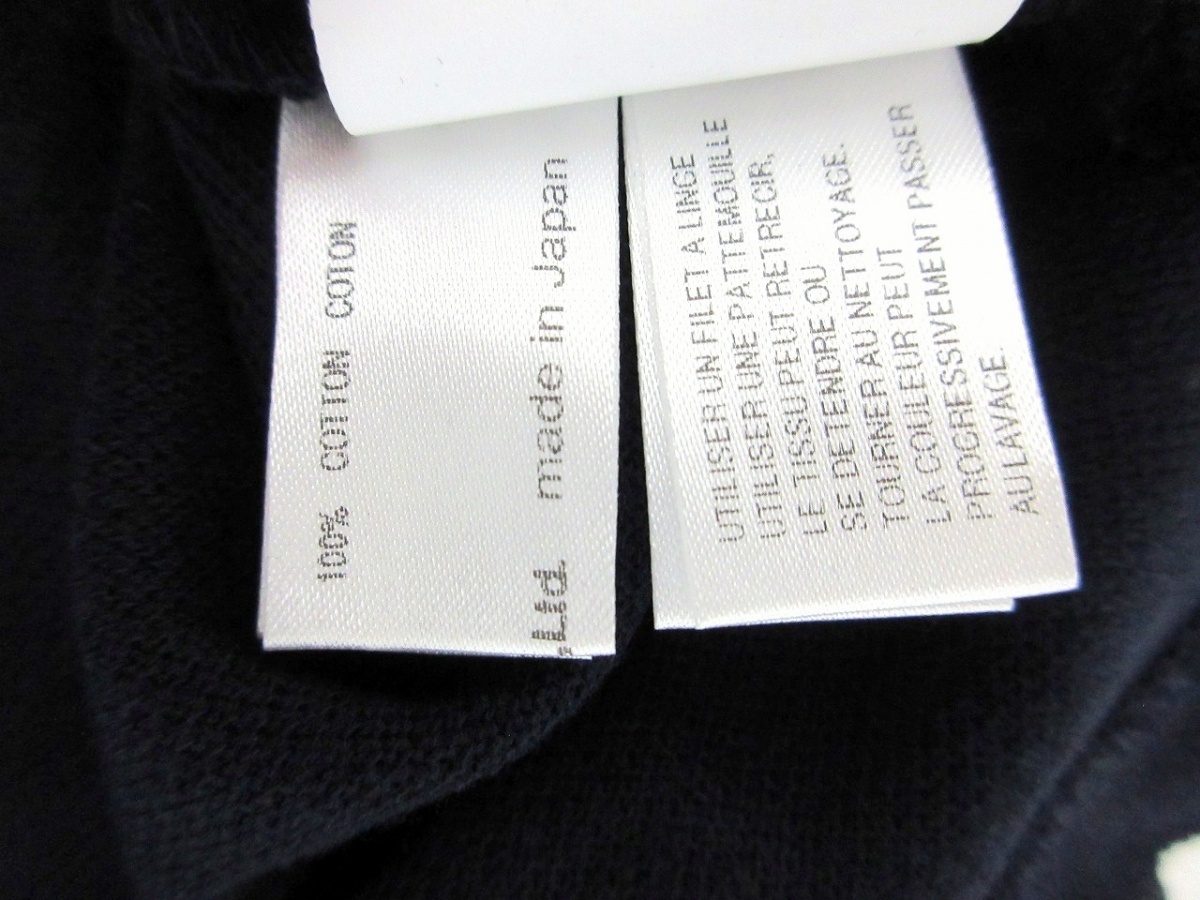 100% COTTON COTON
.Ltd. made in Japan
UTILISER UN FILET A LINGE
UTILISER UNE PATTEMOUILLE
LE TISSU PEUT RETRECIR,
SE DETENDRE OU
TOURNER AU NETTOYAGE.
LA COULEUR PEUT
PROGRESSIVEMENT PASSER
AU LAVAGE.